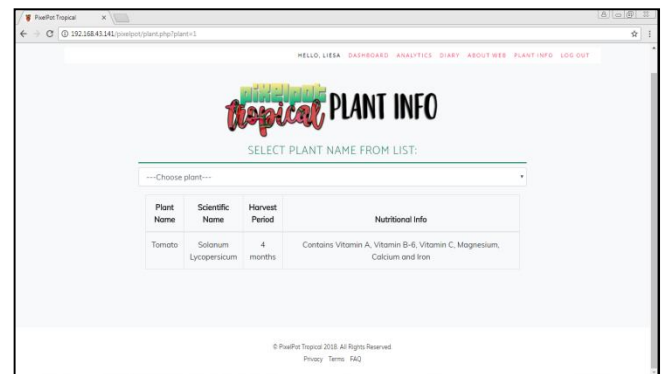 PixelPot Tropical
192.168.43.141/pixelpot/plant.php?plant=1
HELLO, LIESA DASHBOARD ANALYTICS DIARY ABOUT WEB PLANT INFO LOG OUT
pixelpot
tropical PLANT INFO
SELECT PLANT NAME FROM LIST:
---Choose plant---
Plant Name Scientific Name Harvest Period Nutritional Info
Tomato Solanum Lycopersicum 4 months Contains Vitamin A, Vitamin B-6, Vitamin C, Magnesium,
Calcium and Iron
© PixelPot Tropical 2018. All Rights Reserved
Privacy Terms FAQ